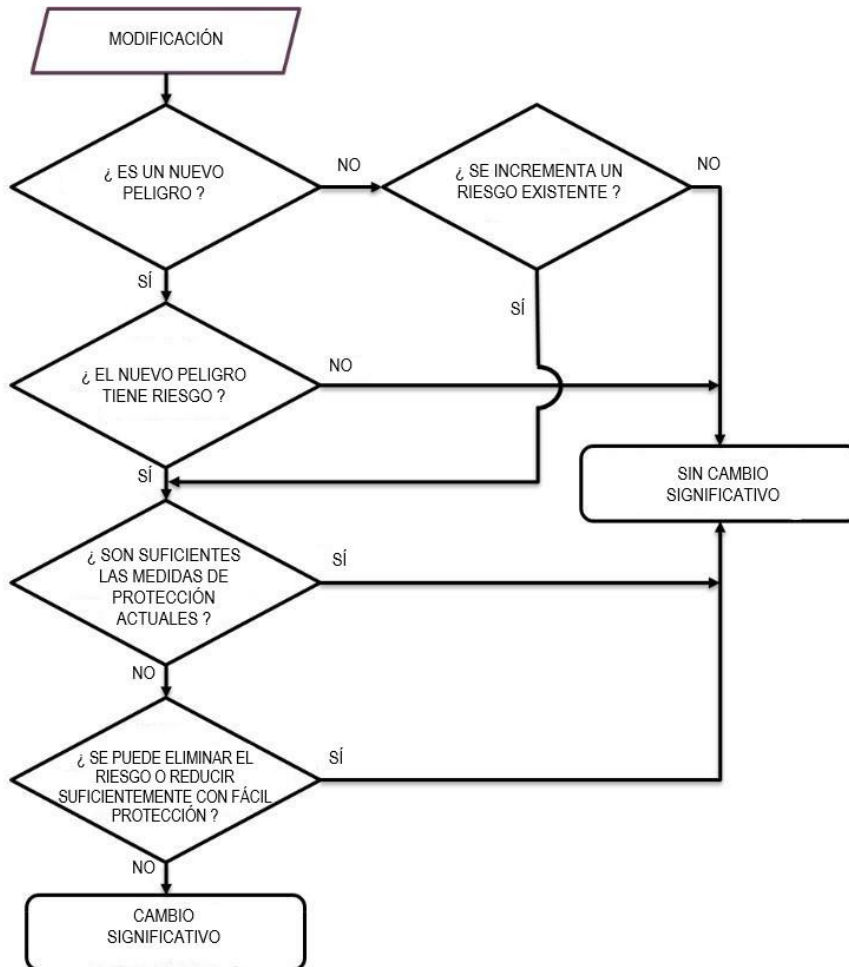 MODIFICACIÓN
¿ ES UN NUEVO
PELIGRO ?
NO
¿ SE INCREMENTA UN
RIESGO EXISTENTE ?
NO
SÍ
SÍ
¿ EL NUEVO PELIGRO
TIENE RIESGO ?
NO
SÍ
SIN CAMBIO
SIGNIFICATIVO
¿ SON SUFICIENTES
LAS MEDIDAS DE
PROTECCIÓN
ACTUALES ?
SÍ
NO
¿ SE PUEDE ELIMINAR EL
RIESGO O REDUCIR
SUFICIENTEMENTE CON FÁCIL
PROTECCIÓN ?
SÍ
NO
CAMBIO
SIGNIFICATIVO